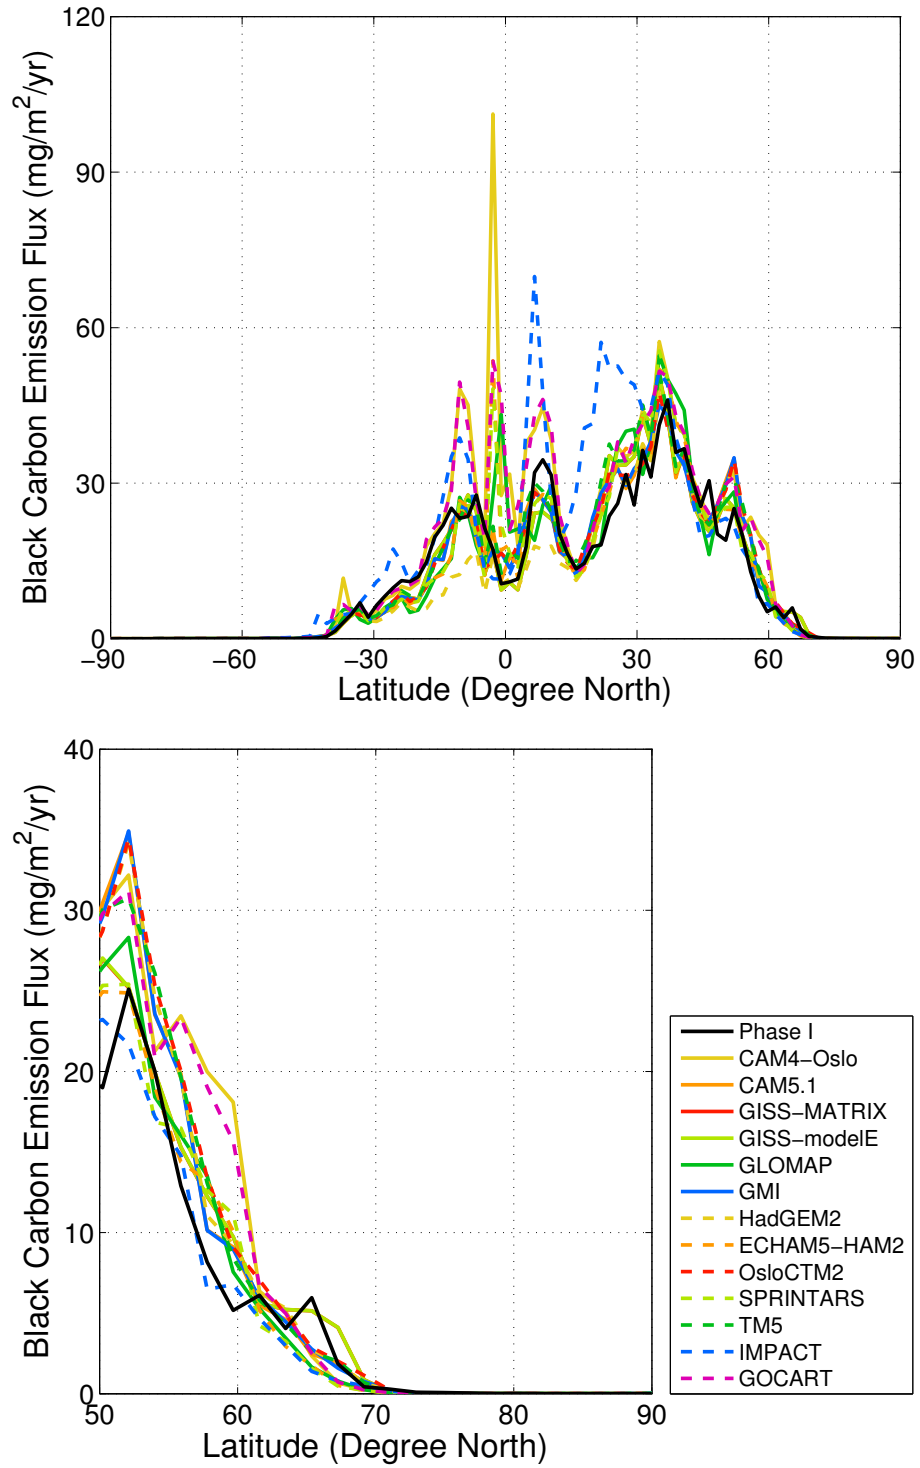 120
90
60
30
0
Black Carbon Emission Flux (mg/m²/yr)
−90 −60 −30 0 30 60 90
Latitude (Degree North)
40
30
20
10
0
Black Carbon Emission Flux (mg/m²/yr)
50 60 70 80 90
Latitude (Degree North)
Phase I
CAM4−Oslo
CAM5.1
GISS−MATRIX
GISS−modelE
GLOMAP
GMI
HadGEM2
ECHAM5−HAM2
OsloCTM2
SPRINTARS
TM5
IMPACT
GOCART